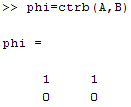 >> phi=ctrb(A,B)
phi =
1 1
0 0